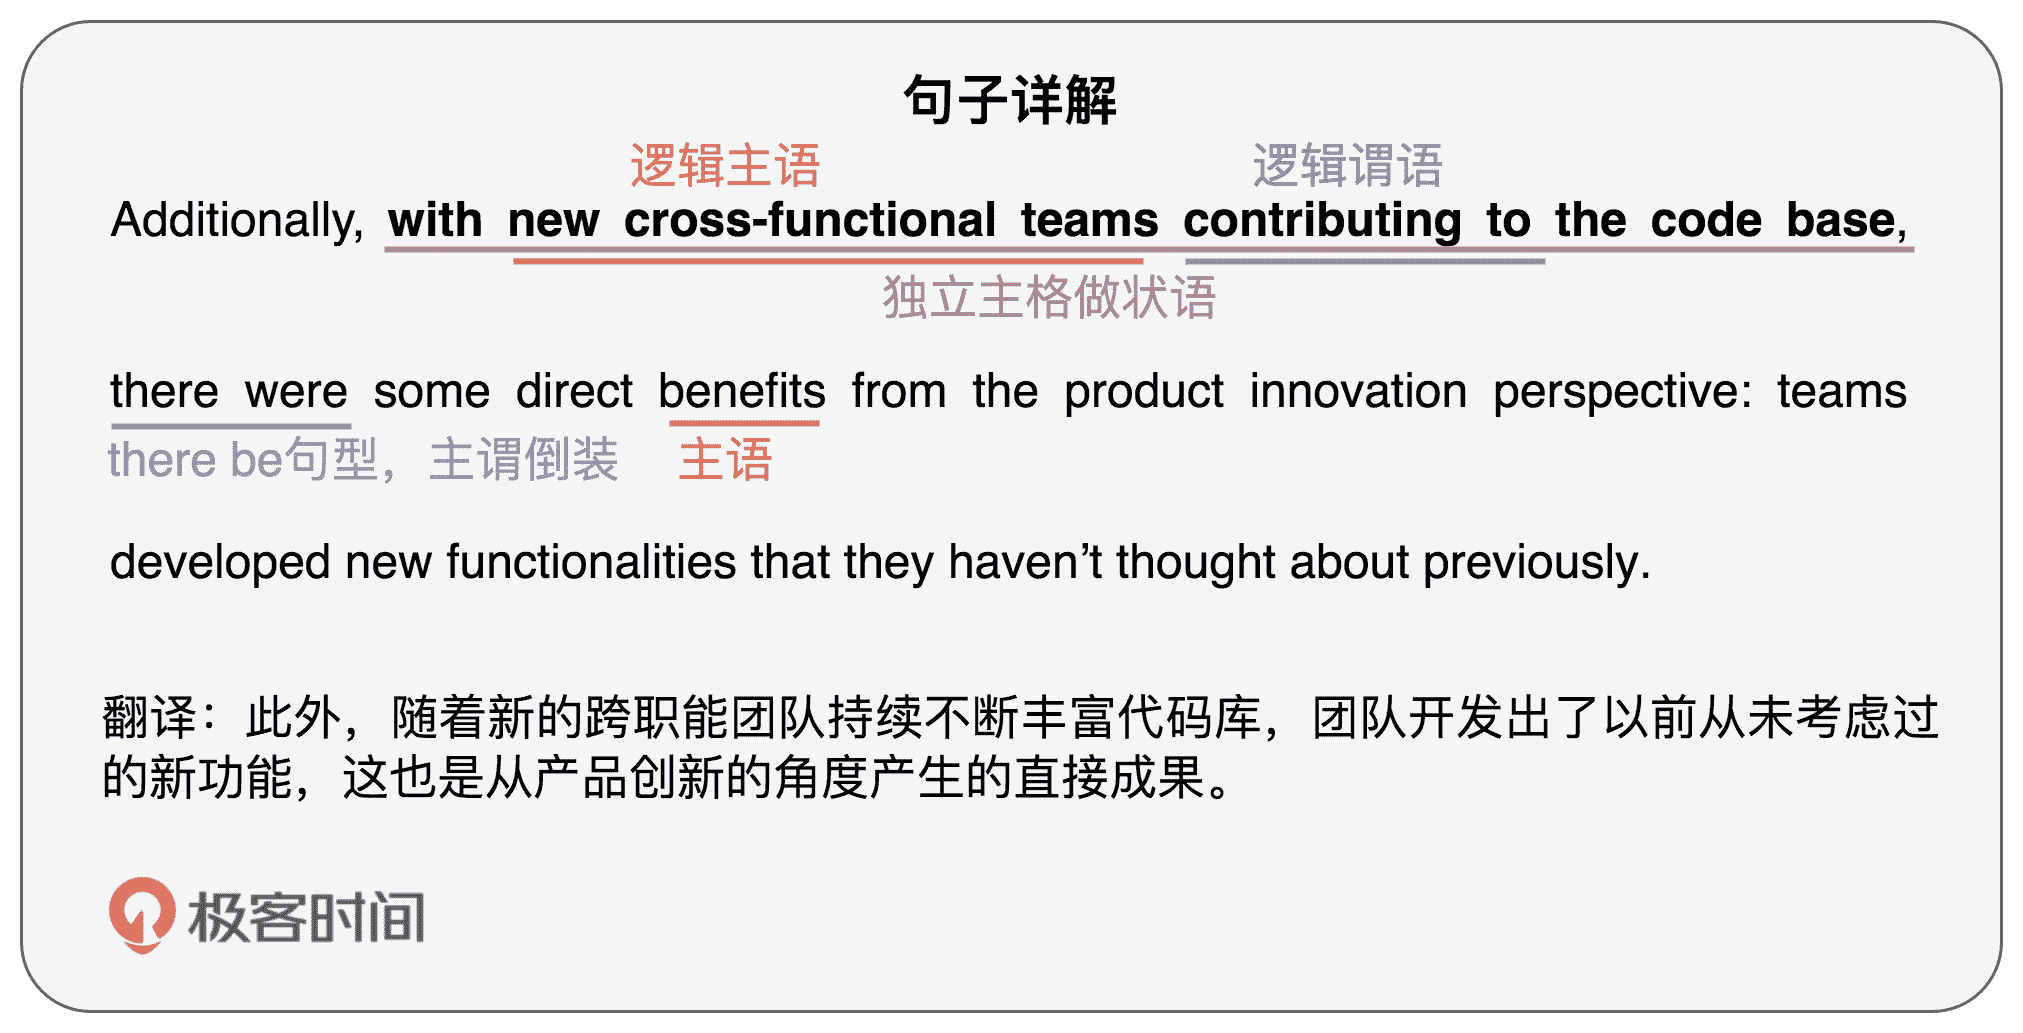 句子详解
逻辑主语 逻辑谓语
Additionally, with new cross-functional teams contributing to the code base,
独立主格做状语
there were some direct benefits from the product innovation perspective: teams
there be句型，主谓倒装 主语
developed new functionalities that they haven’t thought about previously.
翻译：此外，随着新的跨职能团队持续不断丰富代码库，团队开发出了以前从未考虑过
的新功能，这也是从产品创新的角度产生的直接成果。
极客时间